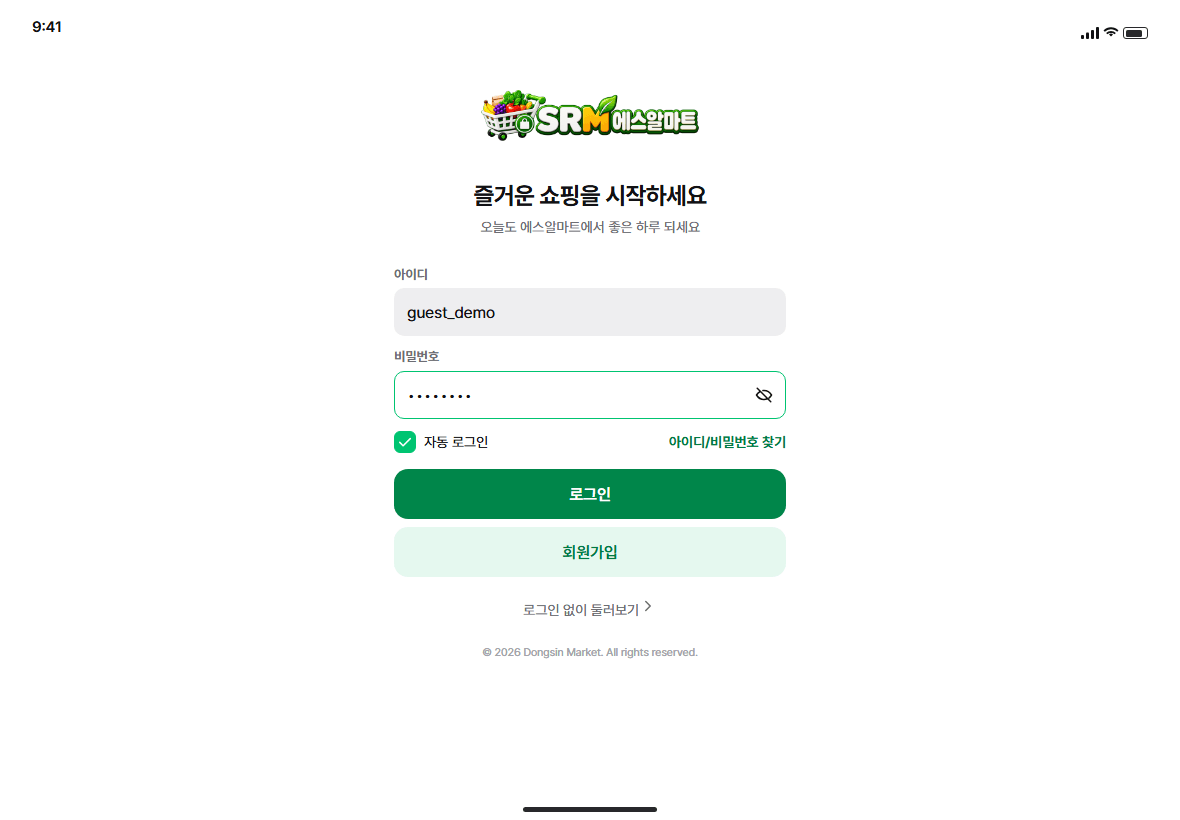 9:41
SRM에스알마트
즐거운 쇼핑을 시작하세요
오늘도 에스알마트에서 좋은 하루 되세요
아이디
guest_demo
비밀번호
••••••••
자동 로그인 아이디/비밀번호 찾기
로그인
회원가입
로그인 없이 둘러보기
© 2026 Dongsin Market. All rights reserved.